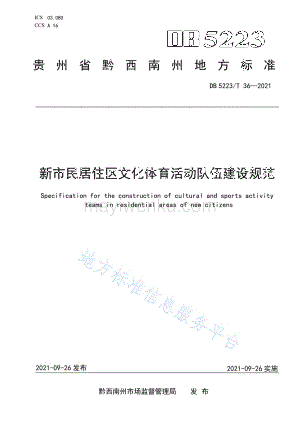 ICS 03.080
CCS A 16
DB 5223
贵州省黔西南州地方标准
DB 5223/T 36—2021
新市民居住区文化体育活动队伍建设规范
Specification for the construction of cultural and sports activity
teams in residential areas of new citizens
地方标准信息服务平台
2021-09-26 发布
2021-09-26 实施
黔西南州市场监督管理局 发布